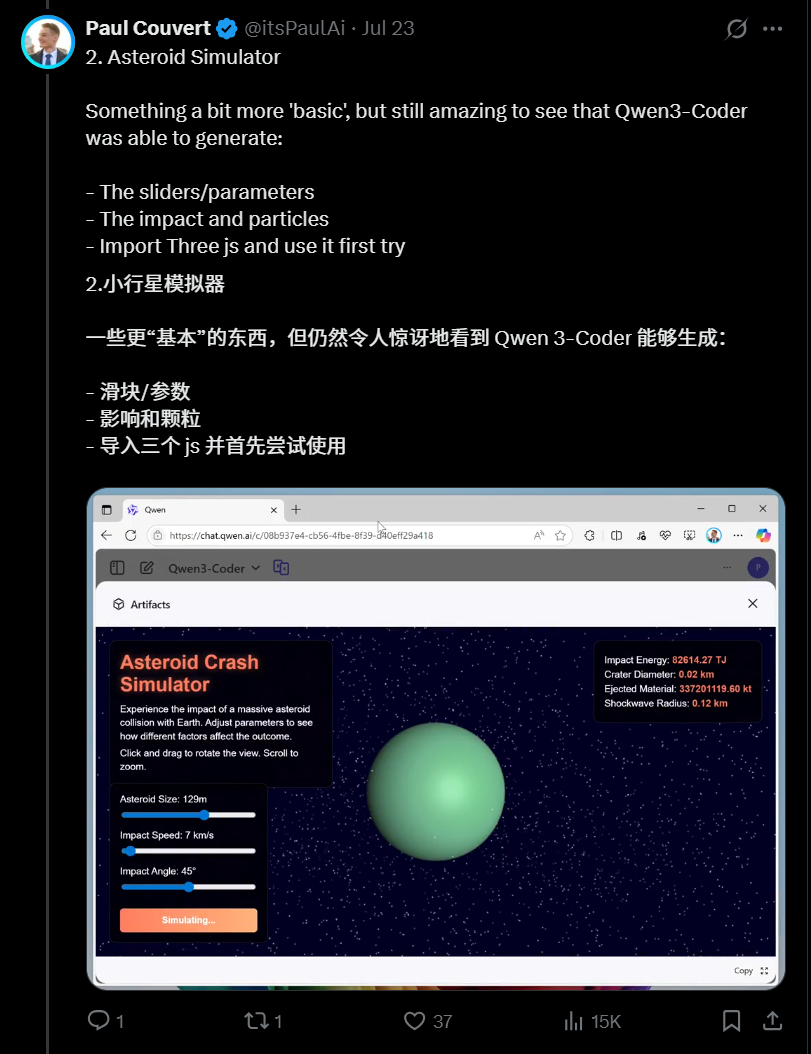 Paul Couvert @itsPaulAi · Jul 23
2. Asteroid Simulator
Something a bit more 'basic', but still amazing to see that Qwen3-Coder
was able to generate:
- The sliders/parameters
- The impact and particles
- Import Three js and use it first try
2.小行星模拟器
一些更“基本”的东西，但仍然令人惊讶地看到 Qwen 3-Coder 能够生成：
- 滑块/参数
- 影响和颗粒
- 导入三个 js 并首先尝试使用
Qwen
https://chat.qwen.ai/c/08b937e4-cb56-4fbe-8f39-d40eff29a418
Qwen3-Coder
P
Artifacts
Asteroid Crash
Simulator
Experience the impact of a massive asteroid
collision with Earth. Adjust parameters to see
how different factors affect the outcome.
Click and drag to rotate the view. Scroll to
zoom.
Impact Energy: 82614.27 TJ
Crater Diameter: 0.02 km
Ejected Material: 337201119.60 kt
Shockwave Radius: 0.12 km
Asteroid Size: 129m
Impact Speed: 7 km/s
Impact Angle: 45°
Simulating...
Copy
1 1 37 15K